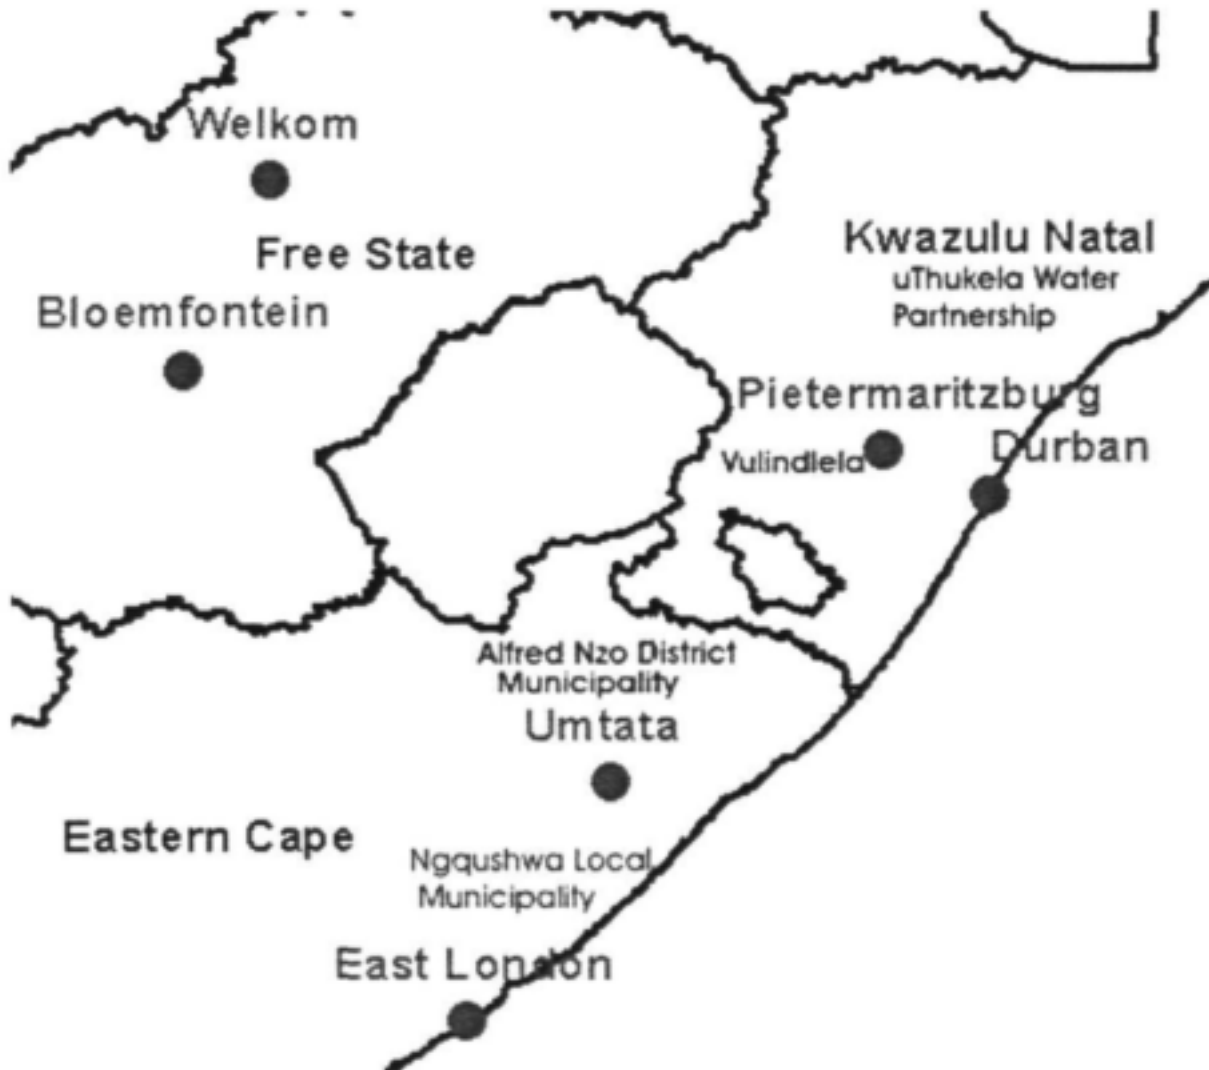 Welkom
Free State
Kwazulu Natal
uThukela Water
Partnership
Bloemfontein
Pietermaritzburg
Durban
Vulindlela
Alfred Nzo District
Municipality
Umtata
Eastern Cape
Ngqushwa Local
Municipality
East London